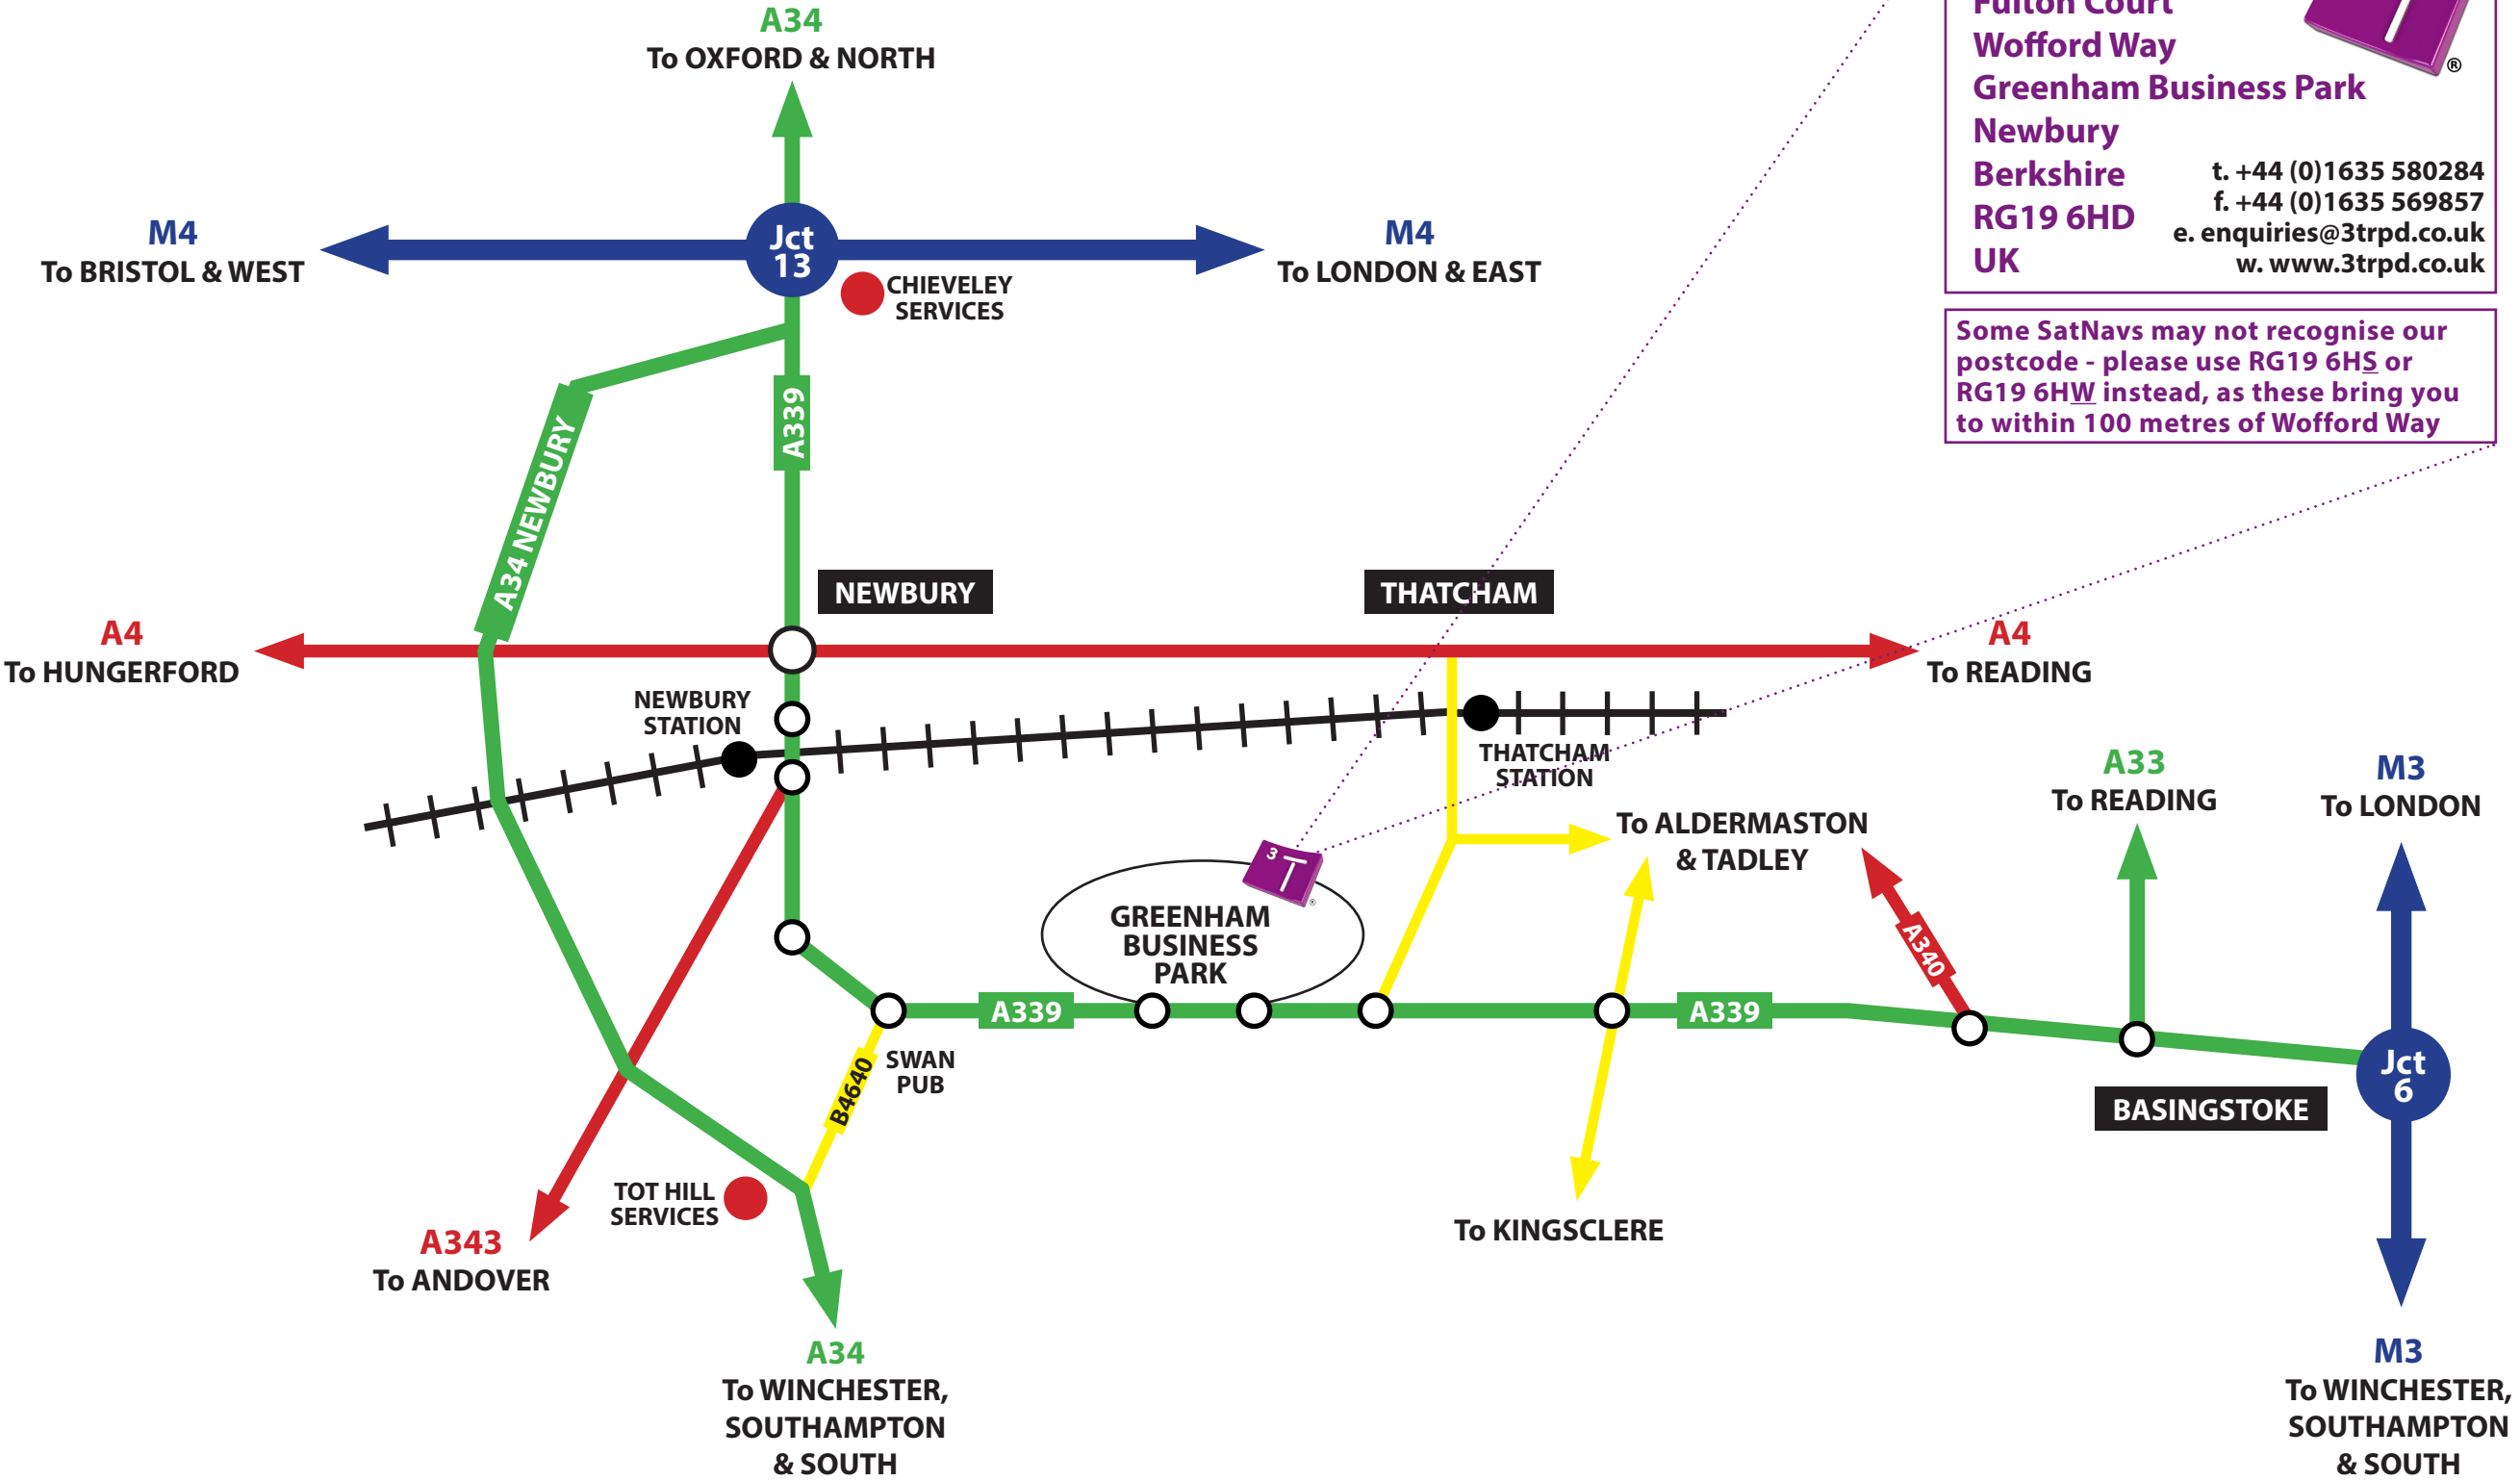 A34
To OXFORD & NORTH
Fulton Court
Wofford Way
Greenham Business Park
Newbury
Berkshire
RG19 6HD
UK
®
t. +44 (0)1635 580284
f. +44 (0)1635 569857
e. enquiries@3trpd.co.uk
w. www.3trpd.co.uk
M4
To BRISTOL & WEST
Jct
13
M4
To LONDON & EAST
CHIEVELEY
SERVICES
Some SatNavs may not recognise our
postcode - please use RG19 6HS or
RG19 6HW instead, as these bring you
to within 100 metres of Wofford Way
A339
A34 NEWBURY
NEWBURY
THATCHAM
A4
To HUNGERFORD
A4
To READING
NEWBURY
STATION
THATCHAM
STATION
A33
To READING
M3
To LONDON
To ALDERMASTON
& TADLEY
3 T
®
GREENHAM
BUSINESS
PARK
A340
A339
A339
SWAN
PUB
B4640
Jct
6
BASINGSTOKE
TOT HILL
SERVICES
To KINGSCLERE
A343
To ANDOVER
A34
To WINCHESTER,
SOUTHAMPTON
& SOUTH
M3
To WINCHESTER,
SOUTHAMPTON
& SOUTH